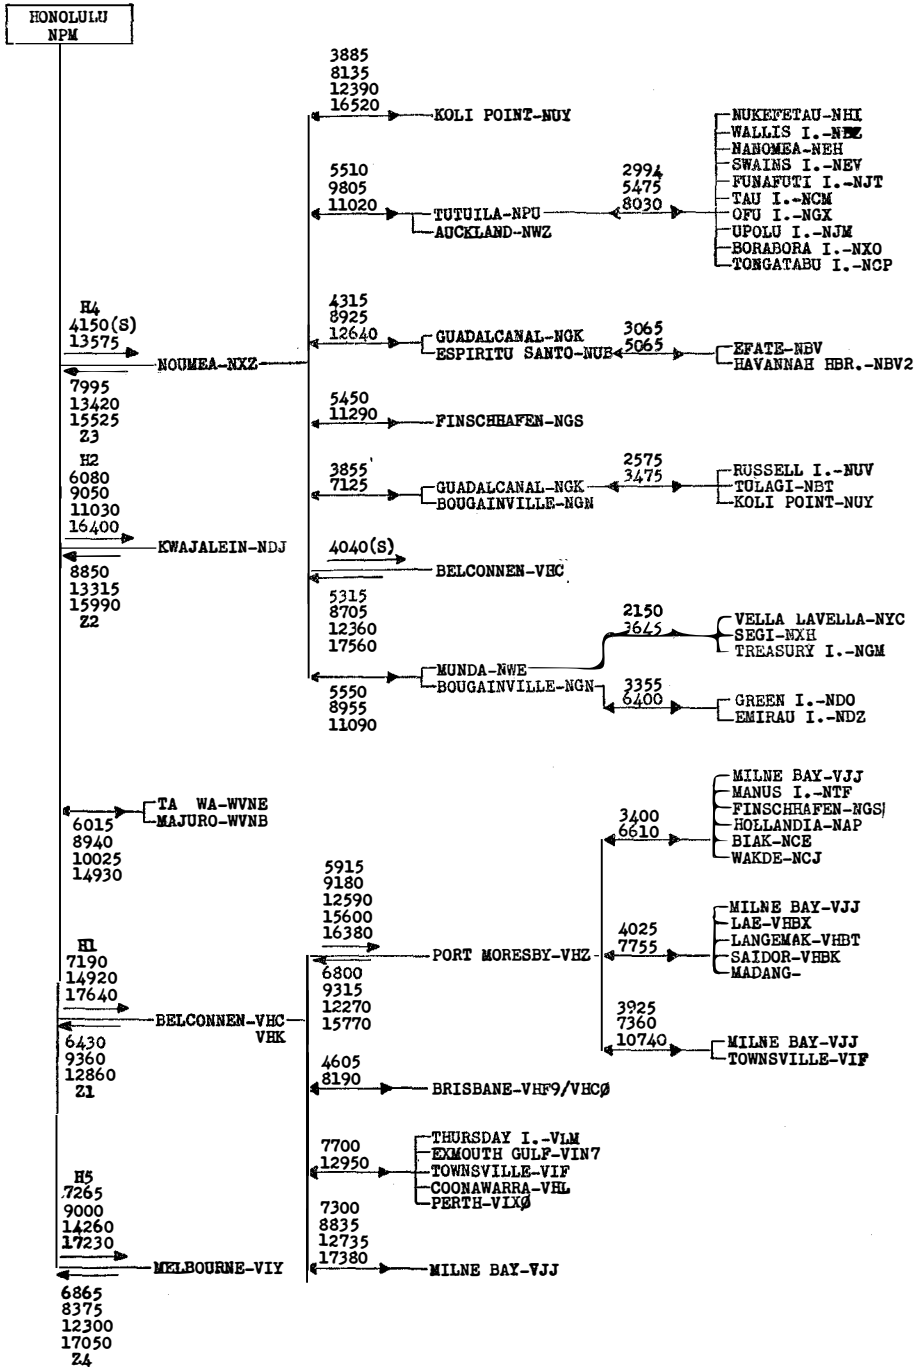 HONOLULU
NPM
3885
8135
12390
16520
KOLI POINT-NUY
5510
9805
11020
TUTUILA-NPU
AUCKLAND-NWZ
2994
5475
8030
NUKEFETAU-NHI
WALLIS I.-
NANOMEA-NEH
SWAINS I.-NEV
FUNAFUTI I.-NJT
TAU I.-NCM
OFU I.-NGX
UPOLU I.-NJM
BORABORA I.-NXO
TONGATABU I.-NCP
H4
4150(S)
13575
NOUMEA-NXZ
7995
13420
15525
Z3
4315
8925
12640
GUADALCANAL-NGK
ESPIRITU SANTO-NUB
3065
5065
EFATE-NBV
HAVANNAH HBR.-NBV2
5450
11290
FINSCHHAFEN-NGS
H2
6080
9050
11030
16400
KWAJALEIN-NDJ
8850
13315
15990
Z2
3855
7125
GUADALCANAL-NGK
BOUGAINVILLE-NGN
2575
3475
RUSSELL I.-NUV
TULAGI-NBT
KOLI POINT-NUY
4040(S)
BELCONNEN-VHC
5315
8705
12360
17560
MUNDA-NWE
BOUGAINVILLE-NGN
5550
8955
11090
2150
3645
VELLA LAVELLA-NYC
SEGI-NXH
TREASURY I.-NGM
3355
6400
GREEN I.-NDO
EMIRAU I.-NDZ
TA WA-WVNE
MAJURO-WVNB
6015
8940
10025
14930
5915
9180
12590
15600
16380
PORT MORESBY-VHZ
6800
9315
12270
15770
3400
6610
MILNE BAY-VJJ
MANUS I.-NTF
FINSCHHAFEN-NGS
HOLLANDIA-NAP
BIAK-NCE
WAKDE-NCJ
4025
7755
MILNE BAY-VJJ
LAE-VHBX
LANGEMAK-VHBT
SAIDOR-VHBK
MADANG-
3925
7360
10740
MILNE BAY-VJJ
TOWNSVILLE-VIF
H1
7190
14920
17640
BELCONNEN-VHC
VHK
6430
9360
12860
Z1
4605
8190
BRISBANE-VHF9/VHCØ
7700
12950
THURSDAY I.-VLM
EXMOUTH GULF-VIN7
TOWNSVILLE-VIF
COONAWARRA-VHL
PERTH-VIXØ
H5
7265
9000
14260
17230
MELBOURNE-VIY
6865
8375
12300
17050
Z4
7300
8835
12735
17380
MILNE BAY-VJJ